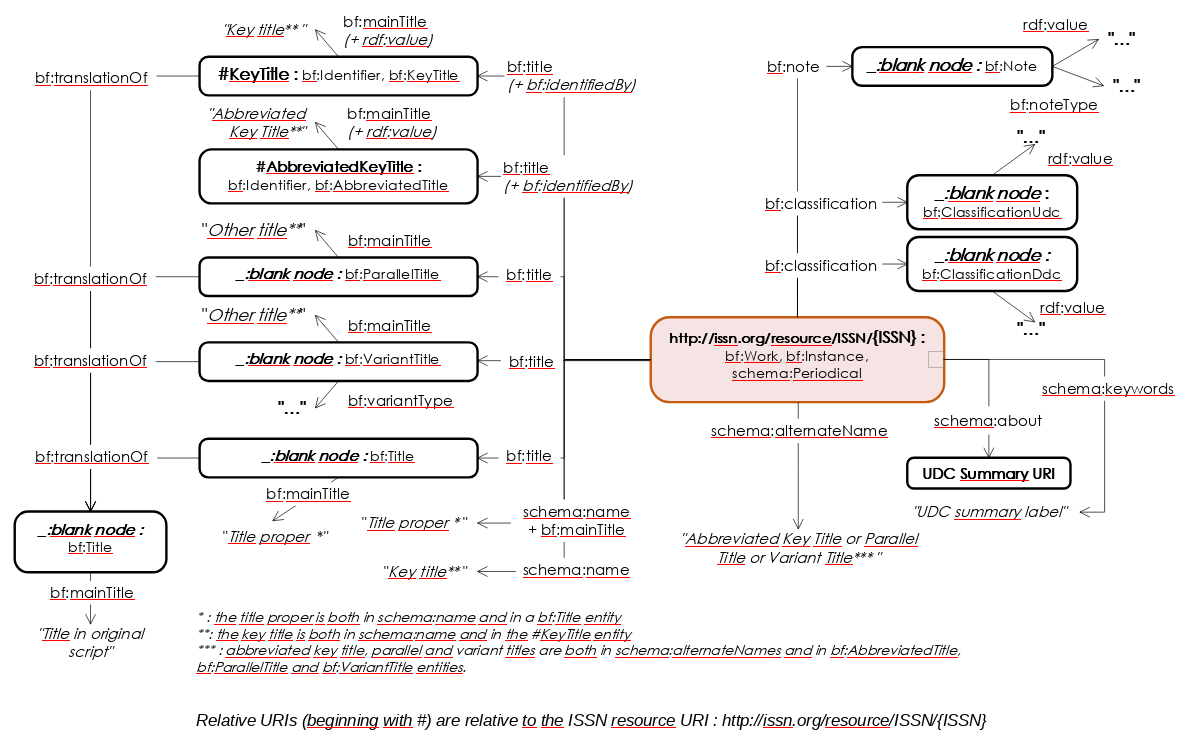 "Key title** "
bf:mainTitle
(+ rdf:value)
bf:translationOf
#KeyTitle : bf:Identifier, bf:KeyTitle
bf:title
(+ bf:identifiedBy)
"Abbreviated
Key Title**"
bf:mainTitle
(+ rdf:value)
#AbbreviatedKeyTitle :
bf:Identifier, bf:AbbreviatedTitle
bf:title
(+ bf:identifiedBy)
"Other title**"
bf:mainTitle
bf:translationOf
_:blank node : bf:ParallelTitle
bf:title
"Other title**"
bf:mainTitle
bf:translationOf
_:blank node : bf:VariantTitle
bf:title
"..."
bf:variantType
bf:translationOf
_:blank node : bf:Title
bf:title
bf:mainTitle
"Title proper *"
_:blank node :
bf:Title
bf:mainTitle
"Title in original
script"
"Title proper *"
schema:name
+ bf:mainTitle
"Key title**"
schema:name
rdf:value
"..."
bf:note
_:blank node : bf:Note
"..."
bf:noteType
"..."
rdf:value
bf:classification
_:blank node :
bf:ClassificationUdc
bf:classification
_:blank node :
bf:ClassificationDdc
rdf:value
"..."
http://issn.org/resource/ISSN/{ISSN} :
bf:Work, bf:Instance,
schema:Periodical
schema:keywords
schema:about
schema:alternateName
UDC Summary URI
"UDC summary label"
"Abbreviated Key Title or Parallel
Title or Variant Title*** "
* : the title proper is both in schema:name and in a bf:Title entity
**: the key title is both in schema:name and in the #KeyTitle entity
*** : abbreviated key title, parallel and variant titles are both in schema:alternateNames and in bf:AbbreviatedTitle,
bf:ParallelTitle and bf:VariantTitle entities.
Relative URIs (beginning with #) are relative to the ISSN resource URI : http://issn.org/resource/ISSN/{ISSN}